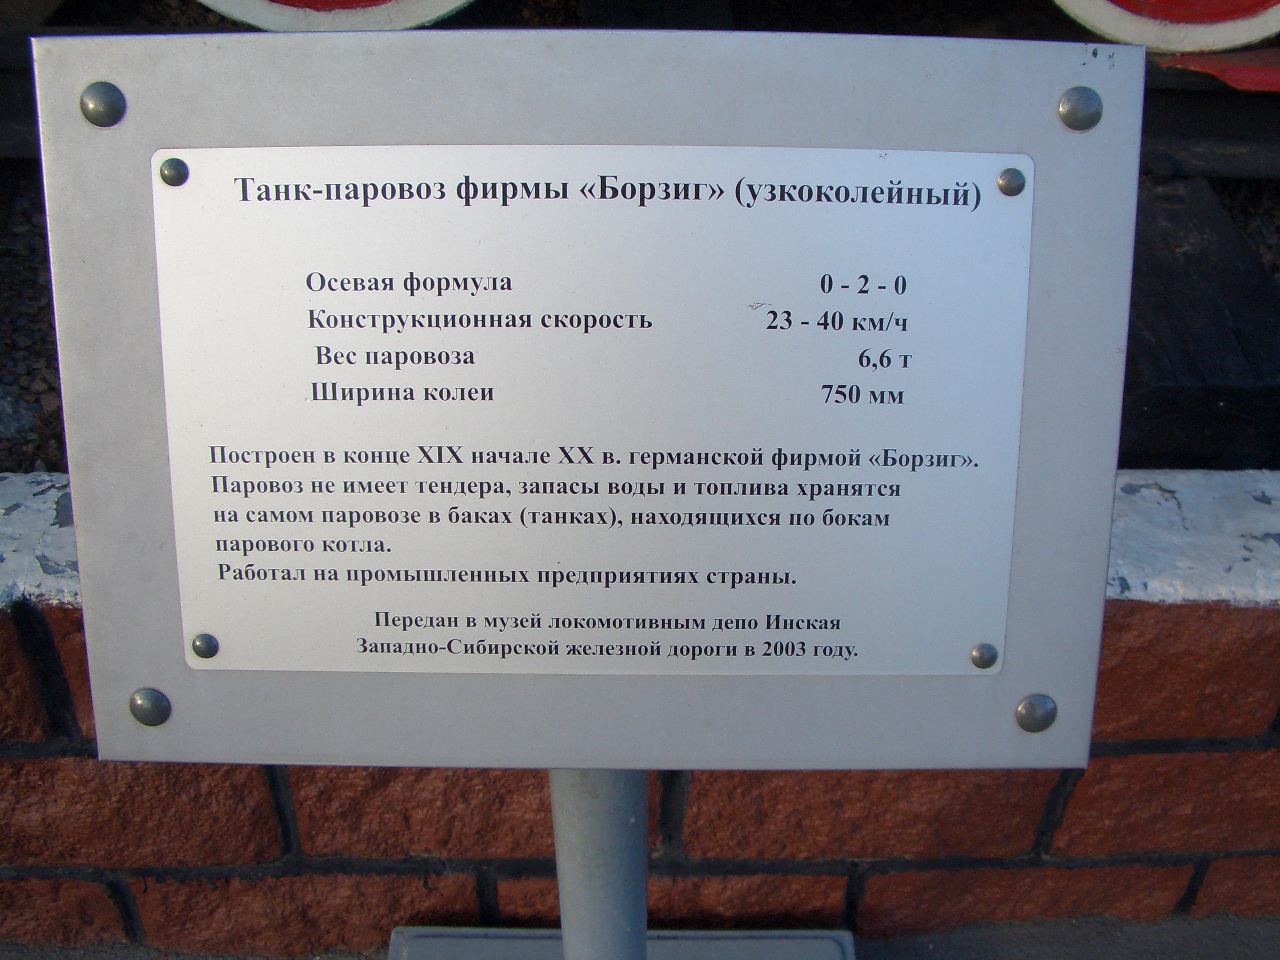 Танк-паровоз фирмы «Борзиг» (узкоколейный)
Осевая формула 0 - 2 - 0
Конструкционная скорость 23 - 40 км/ч
Вес паровоза 6,6 т
Ширина колеи 750 мм
Построен в конце XIX начале XX в. германской фирмой «Борзиг».
Паровоз не имеет тендера, запасы воды и топлива хранятся
на самом паровозе в баках (танках), находящихся по бокам
парового котла.
Работал на промышленных предприятиях страны.
Передан в музей локомотивным депо Инская
Западно-Сибирской железной дороги в 2003 году.